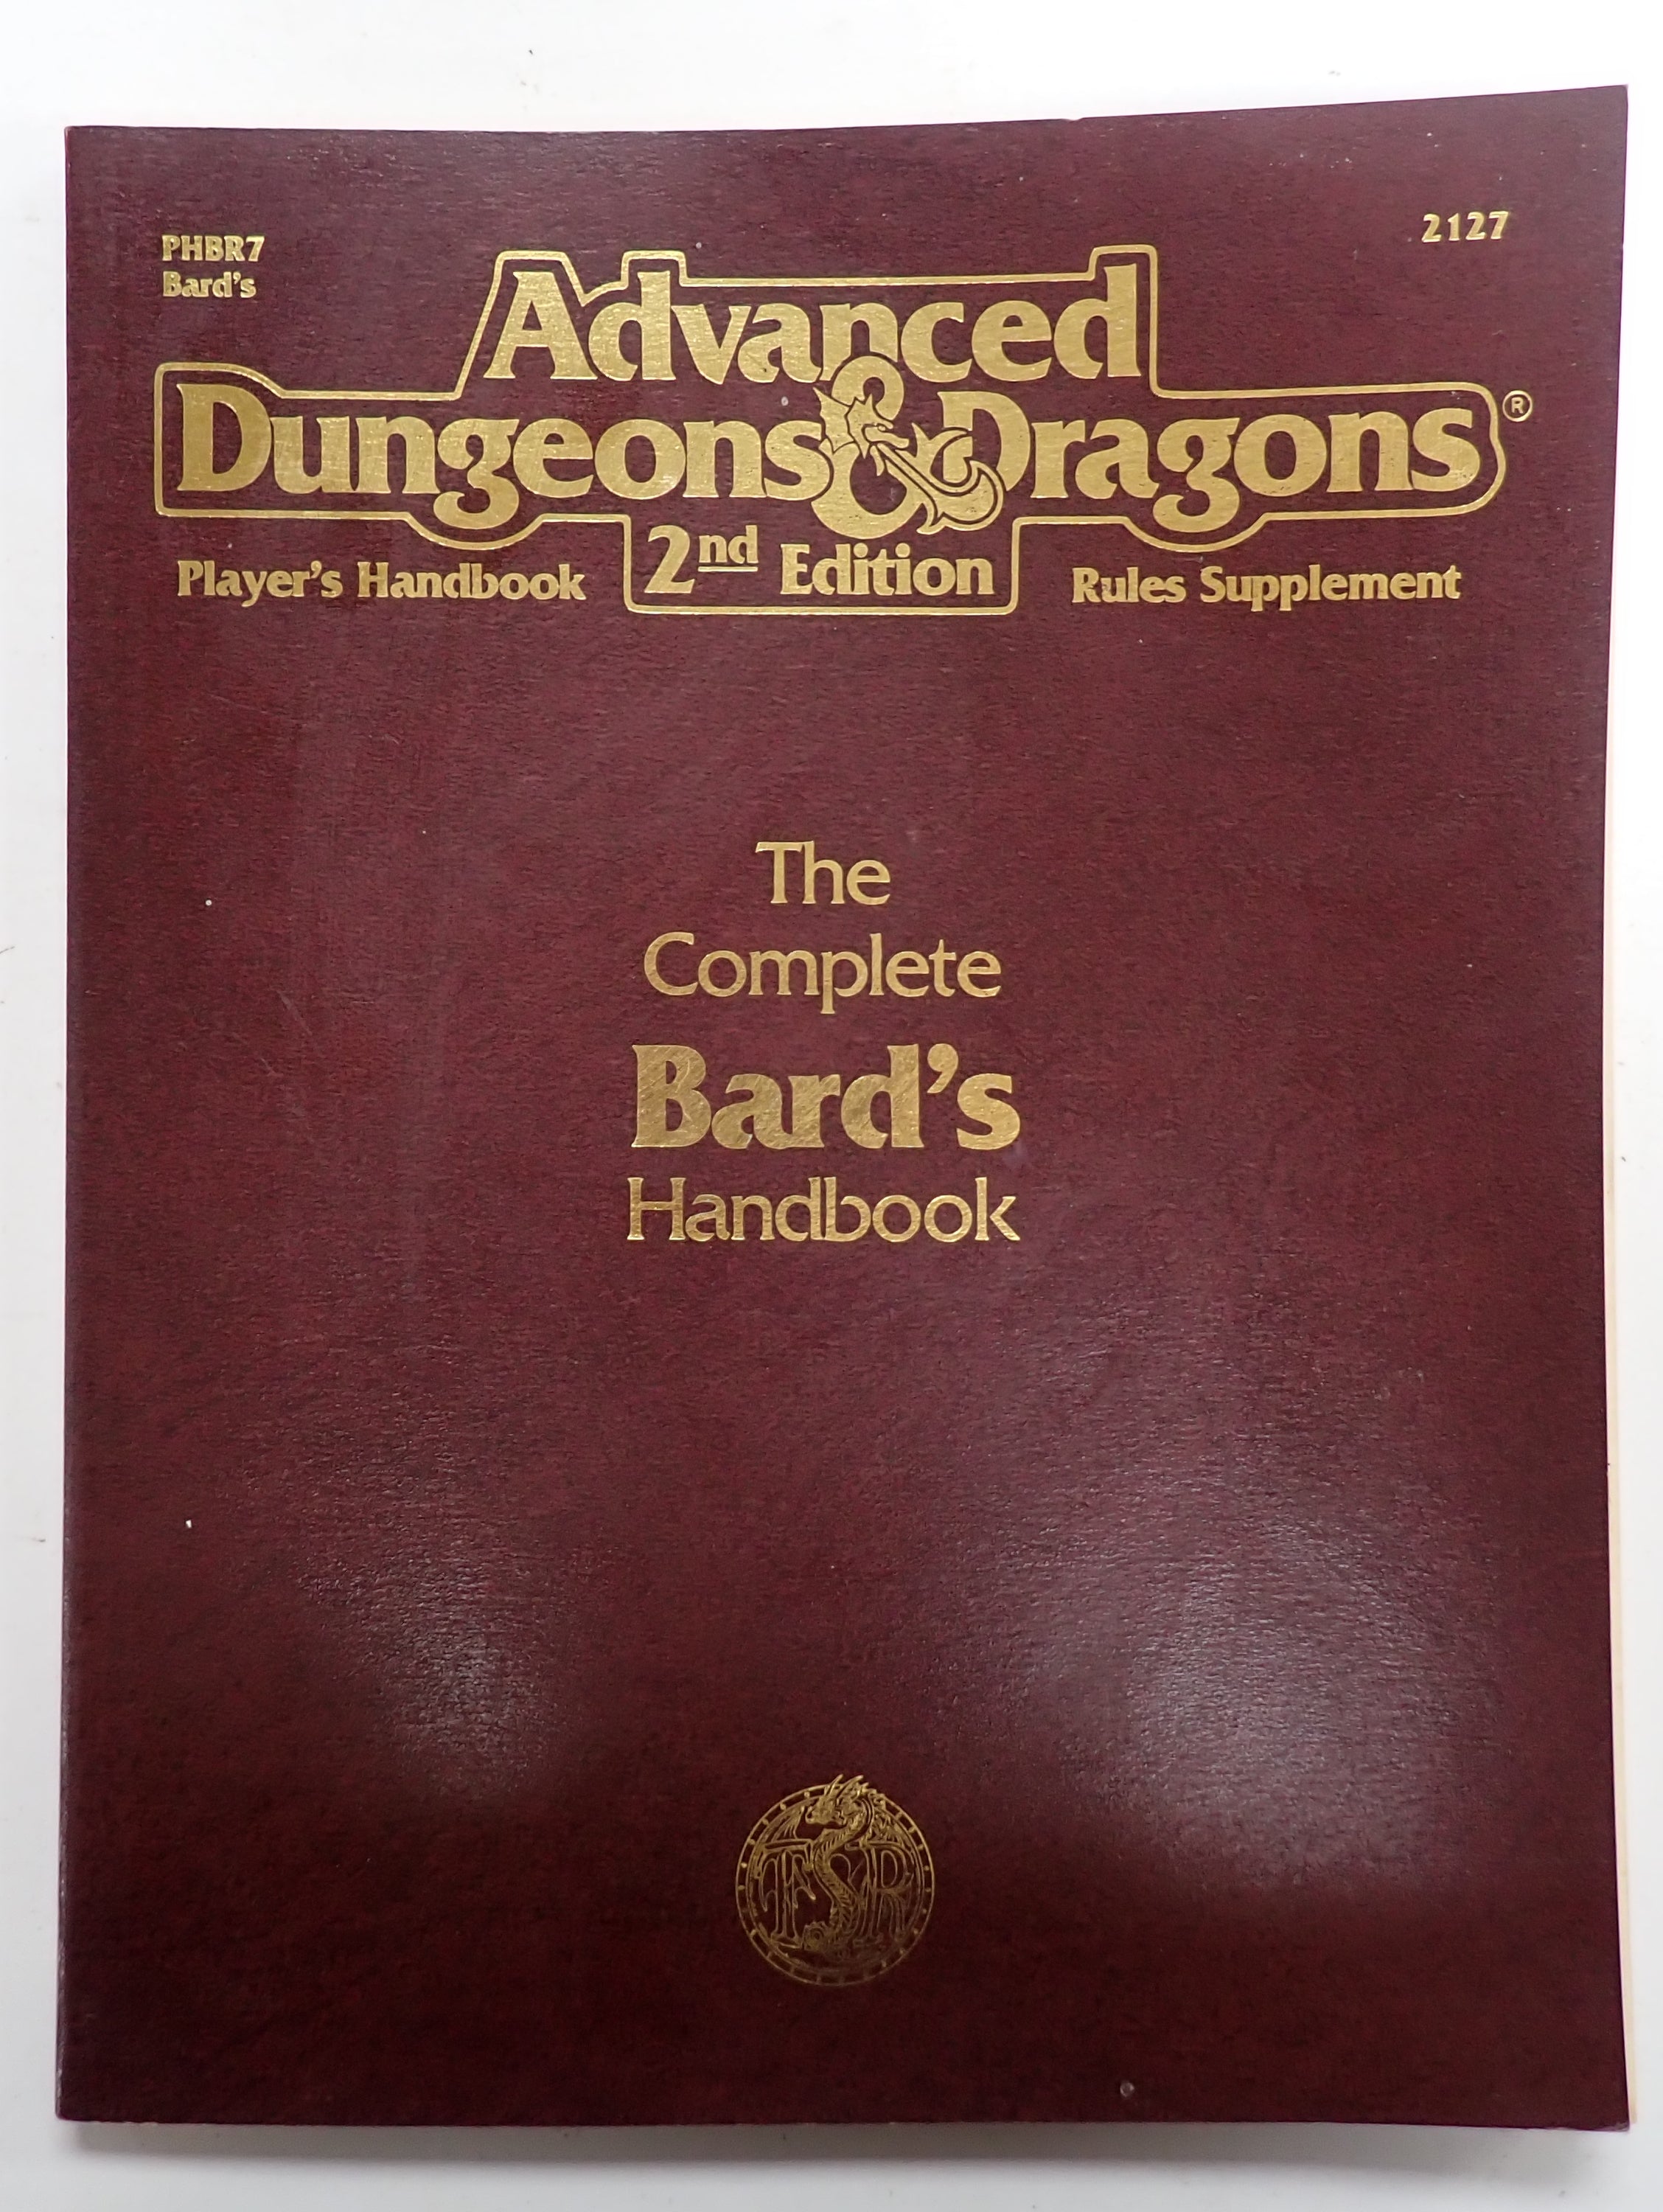 PHBR7
Bard's
2127
Advanced
Dungeons & Dragons®
2nd Edition
Player's Handbook
Rules Supplement
The
Complete
Bard's
Handbook
TSR